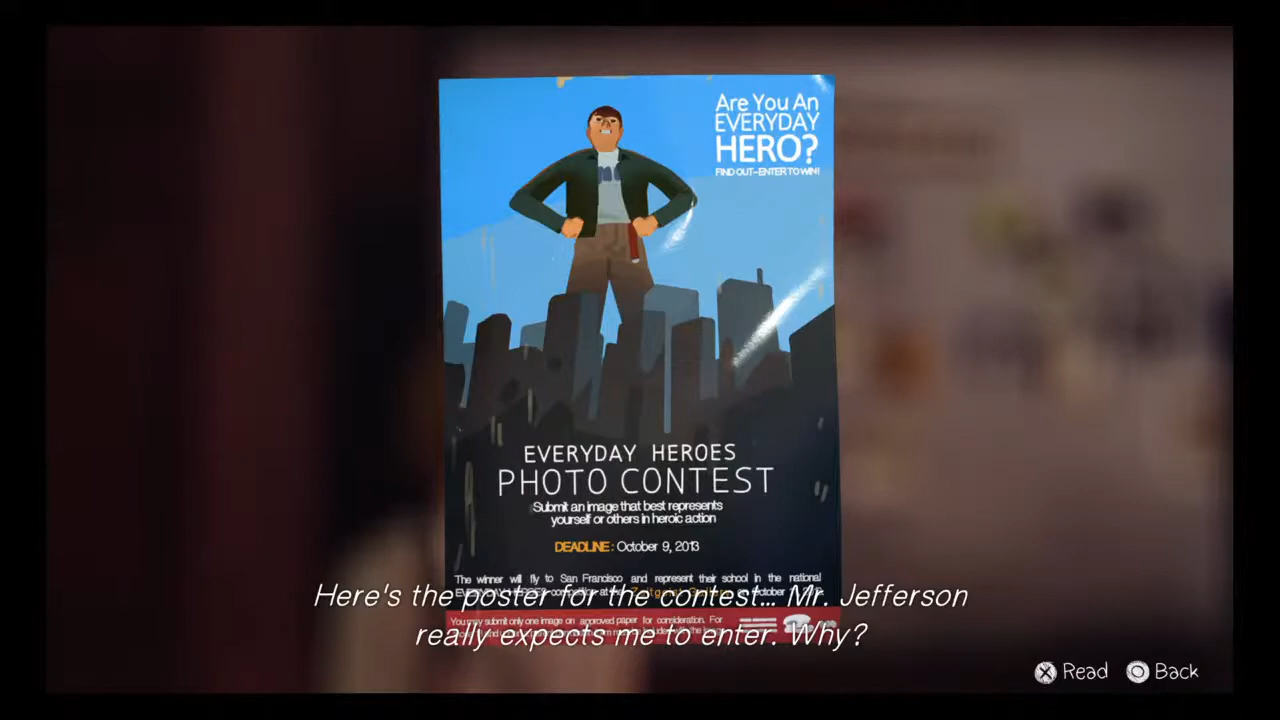 Are You An
EVERYDAY
HERO?
FIND OUT-ENTER TO WIN!
EVERYDAY HEROES
PHOTO CONTEST
Submit an image that best represents
yourself or others in heroic action
DEADLINE: October 9, 2013
The winner will fly to San Francisco and represent their school in the national
Here's the poster for the contest... Mr. Jefferson
You may submit only one image on approved paper for consideration. For
really expects me to enter. Why?
Read
Back